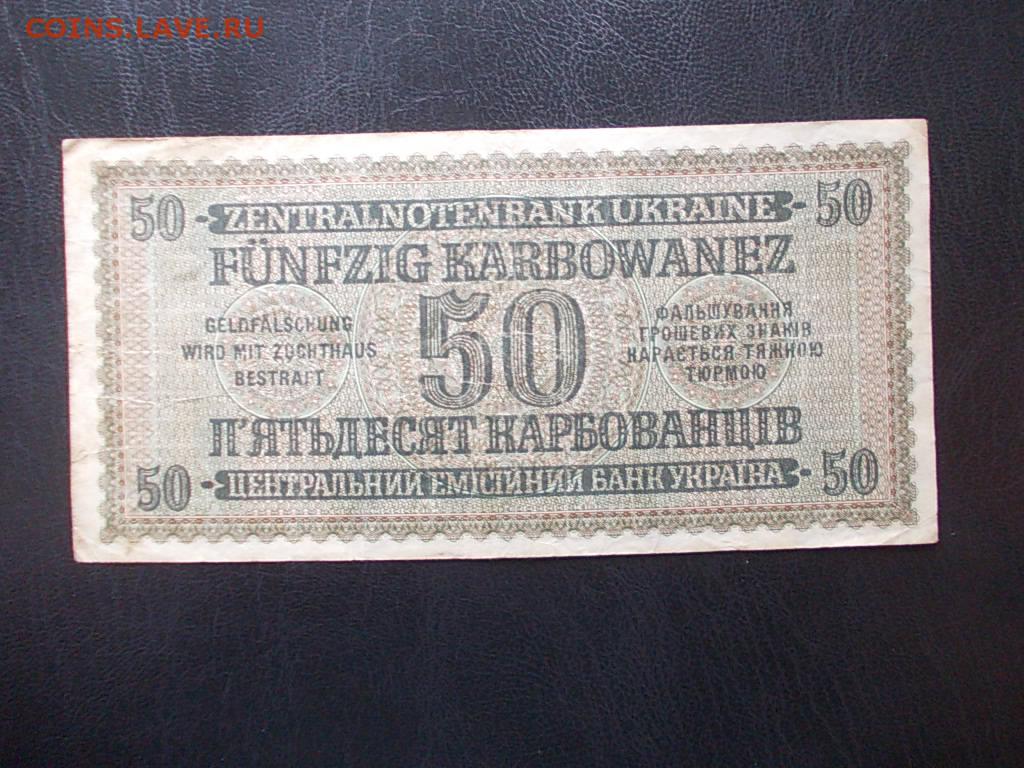 COINS.LAVE.RU
50 ZENTRALNOTENBANK UKRAINE 50
FÜNFZIG KARBOWANEZ
GELDFÄLSCHUNG
WIRD MIT ZUCHTHAUS
BESTRAFT
50
ФАЛЬШУВАННЯ
ГРОШЕВИХ ЗНАКІВ
КАРАЄТЬСЯ ТЯЖКОЮ
ТЮРМОЮ
П'ЯТЬДЕСЯТ КАРБОВАНЦІВ
50 ЦЕНТРАЛЬНИЙ ЕМІСІЙНИЙ БАНК УКРАЇНА 50